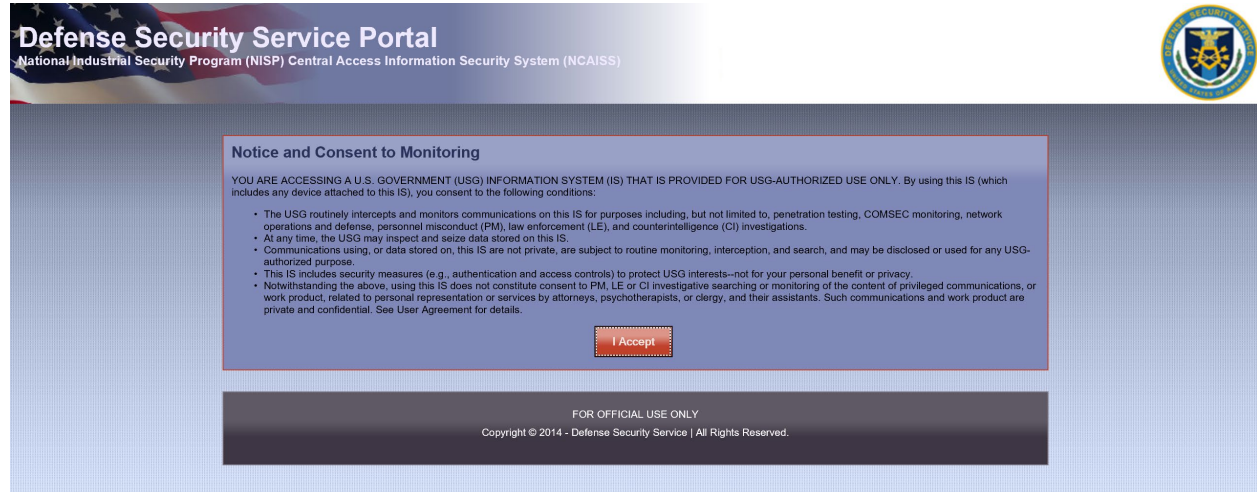 Defense Security Service Portal
National Industrial Security Program (NISP) Central Access Information Security System (NCAISS)
DEFENSE SECURITY SERVICE
UNITED STATES OF AMERICA
Notice and Consent to Monitoring
YOU ARE ACCESSING A U.S. GOVERNMENT (USG) INFORMATION SYSTEM (IS) THAT IS PROVIDED FOR USG-AUTHORIZED USE ONLY. By using this IS (which
includes any device attached to this IS), you consent to the following conditions:
• The USG routinely intercepts and monitors communications on this IS for purposes including, but not limited to, penetration testing, COMSEC monitoring, network
operations and defense, personnel misconduct (PM), law enforcement (LE), and counterintelligence (CI) investigations.
• At any time, the USG may inspect and seize data stored on this IS.
• Communications using, or data stored on, this IS are not private, are subject to routine monitoring, interception, and search, and may be disclosed or used for any USG-
authorized purpose.
• This IS includes security measures (e.g., authentication and access controls) to protect USG interests--not for your personal benefit or privacy.
• Notwithstanding the above, using this IS does not constitute consent to PM, LE or CI investigative searching or monitoring of the content of privileged communications, or
work product, related to personal representation or services by attorneys, psychotherapists, or clergy, and their assistants. Such communications and work product are
private and confidential. See User Agreement for details.
I Accept
FOR OFFICIAL USE ONLY
Copyright © 2014 - Defense Security Service | All Rights Reserved.